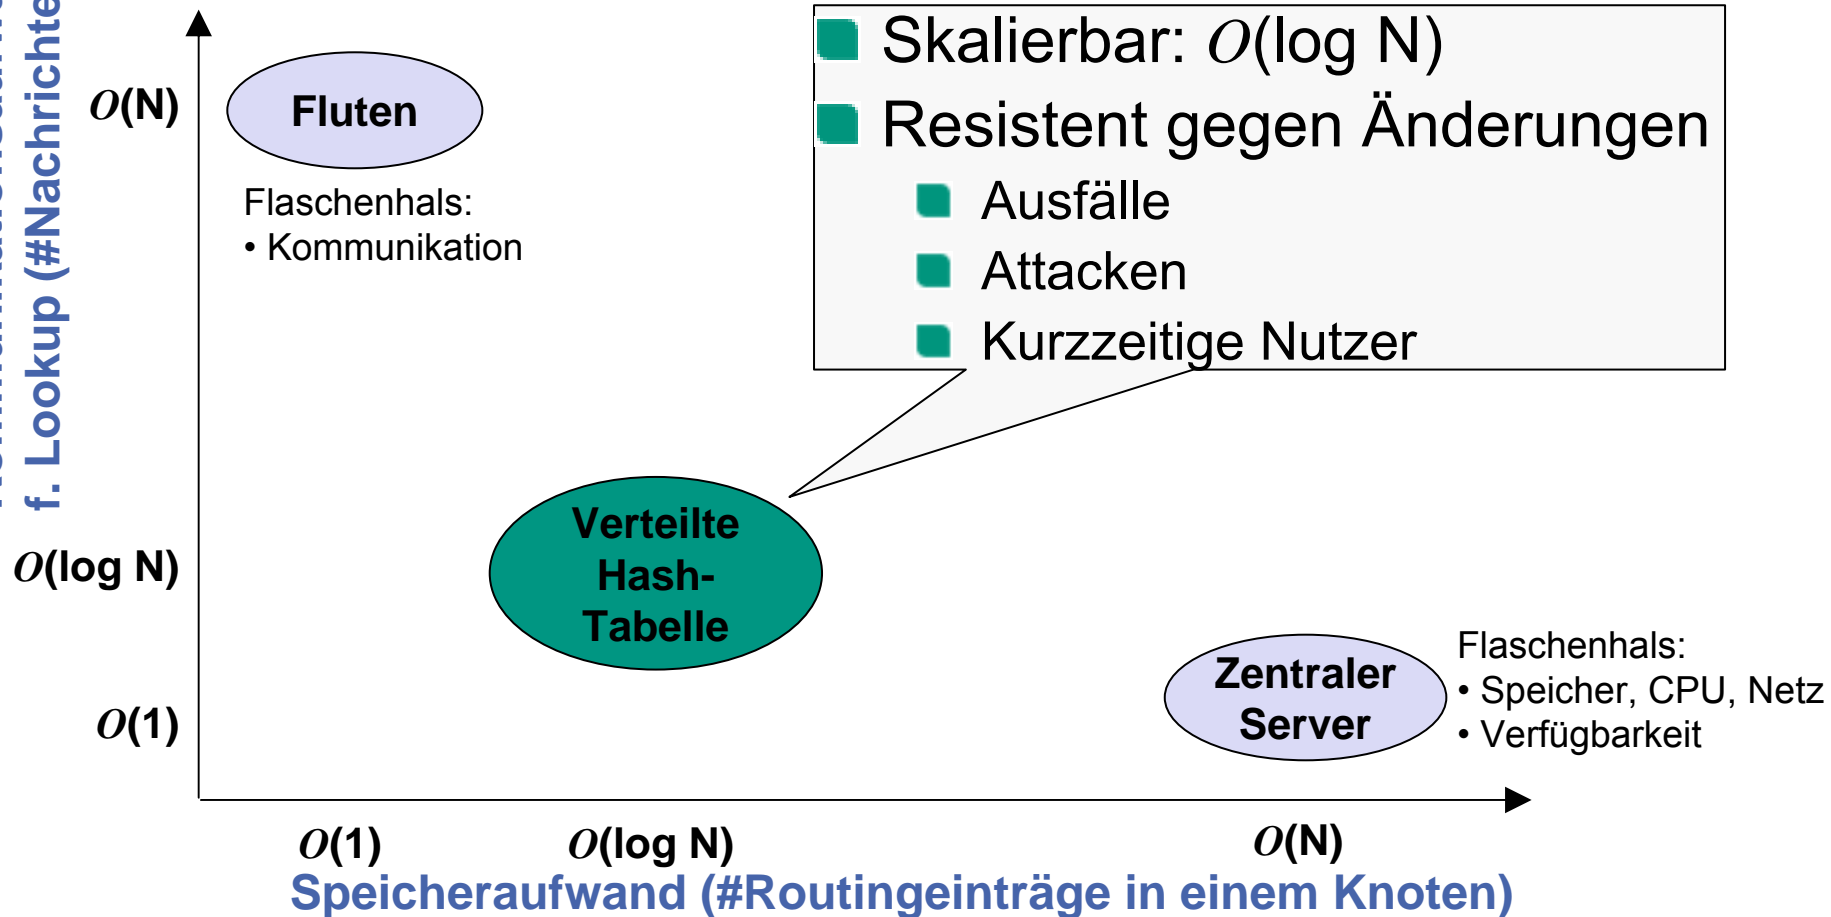 f. Lookup (#Nachrichte
O(N)
Fluten
Flaschenhals:
• Kommunikation
Skalierbar: O(log N)
Resistent gegen Änderungen
Ausfälle
Attacken
Kurzzeitige Nutzer
O(log N)
Verteilte
Hash-
Tabelle
O(1)
Zentraler
Server
Flaschenhals:
• Speicher, CPU, Netz
• Verfügbarkeit
O(1)
O(log N)
O(N)
Speicheraufwand (#Routingeinträge in einem Knoten)